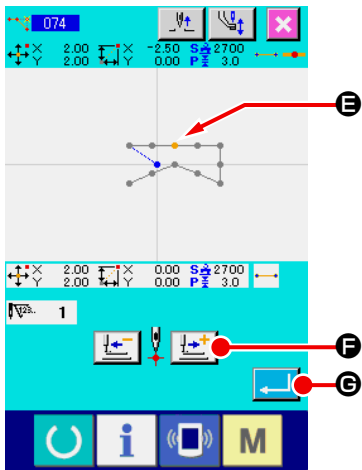 074
X 2.00 X -2.50 S 2700
Y 2.00 Y 0.00 P 3.0
E
X 2.00 X 0.00 S 2700
Y 2.00 Y 0.00 P 3.0
123.. 1
F
G
i M